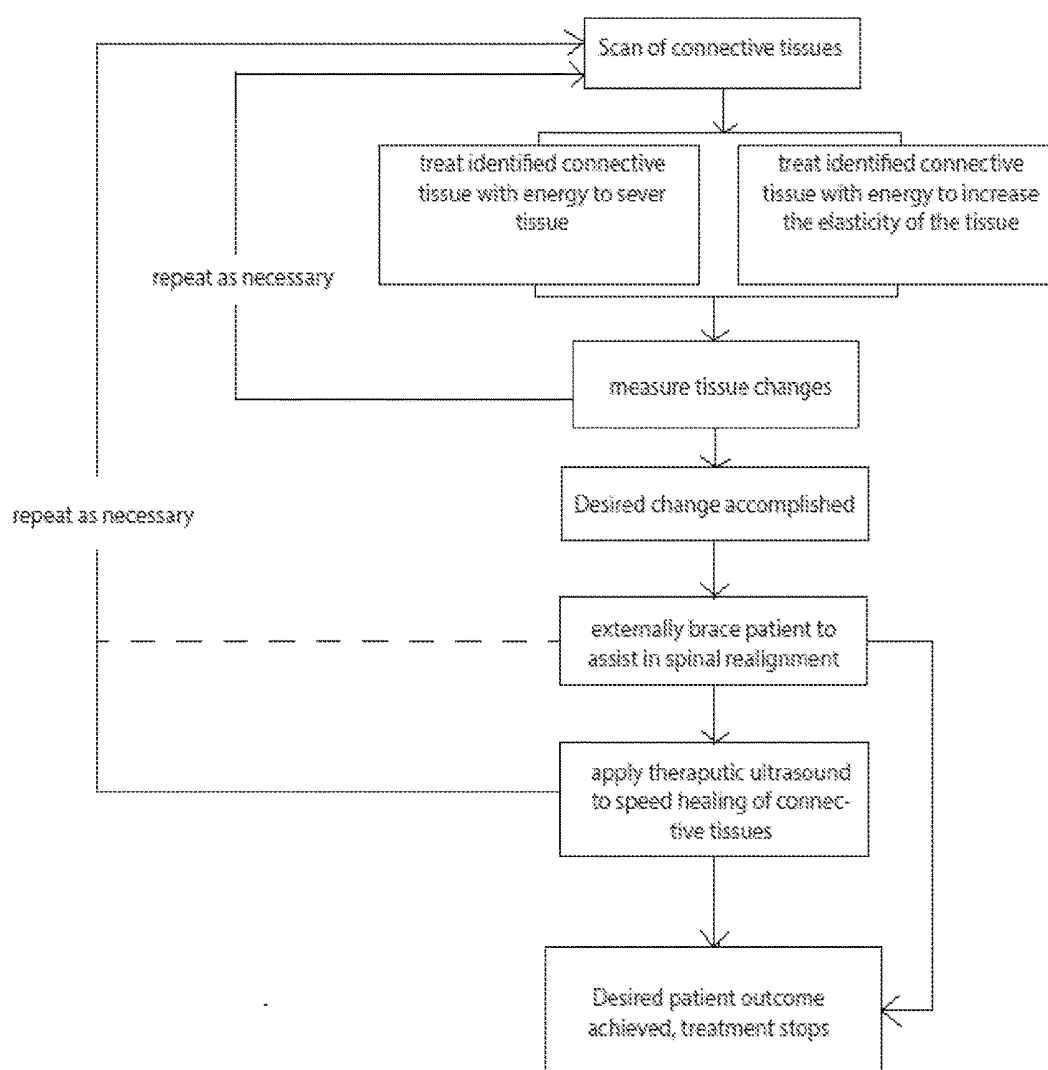 Scan of connective tissues
treat identified connective
tissue with energy to sever
tissue
treat identified connective
tissue with energy to increase
the elasticity of the tissue
repeat as necessary
measure tissue changes
Desired change accomplished
repeat as necessary
externally brace patient to
assist in spinal realignment
apply theraputic ultrasound
to speed healing of connec-
tive tissues
Desired patient outcome
achieved, treatment stops